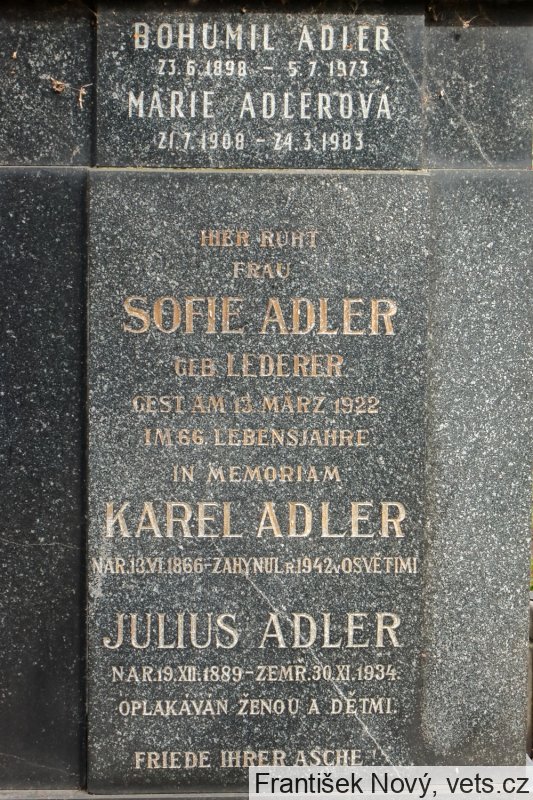 BOHUMIL ADLER
23.6.1898 – 5.7.1973
MARIE ADLEROVÁ
21.7.1908 – 24.3.1983
HIER RUHT
FRAU
SOFIE ADLER
GEB LEDERER.
GEST AM 13 MÄRZ 1922
IM 66. LEBENSJAHRE
IN MEMORIAM
KAREL ADLER
NAR.13.VI.1866–ZAHYNUL R.1942 V OSVĚTIMI
JULIUS ADLER
NAR.19.XII.1889–ZEMŘ.30.XI.1934.
OPLAKÁVÁN ŽENOU A DĚTMI.
FRIEDE IHRER ASCHE!
František Nový, vets.cz